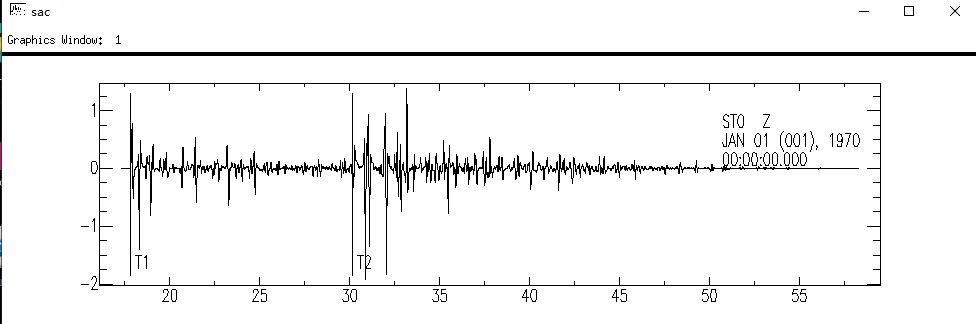 sac
Graphics Window: 1
STO Z
JAN 01 (001), 1970
00:00:00.000
1
0
-1
-2
T1
T2
20 25 30 35 40 45 50 55